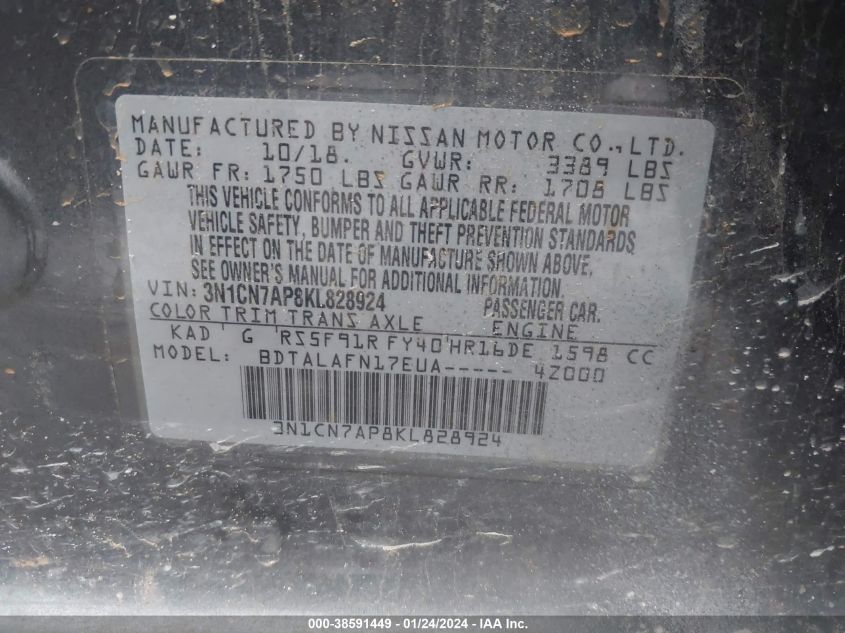 MANUFACTURED BY NISSAN MOTOR CO., LTD.
DATE: 10/18. GVWR: 3389 LBS
GAWR FR: 1750 LBS GAWR RR: 1708 LBS
THIS VEHICLE CONFORMS TO ALL APPLICABLE FEDERAL MOTOR
VEHICLE SAFETY, BUMPER AND THEFT PREVENTION STANDARDS
IN EFFECT ON THE DATE OF MANUFACTURE SHOWN ABOVE.
SEE OWNER'S MANUAL FOR ADDITIONAL INFORMATION.
VIN: 3N1CN7AP8KL828924 PASSENGER CAR.
COLOR TRIM TRANS AXLE ENGINE
KAD G RS5F91R FY40 HR16DE 1598 CC
MODEL: BDTALAFN17EUA----- 4Z000
3N1CN7AP8KL828924
000-38591449 - 01/24/2024 - IAA Inc.